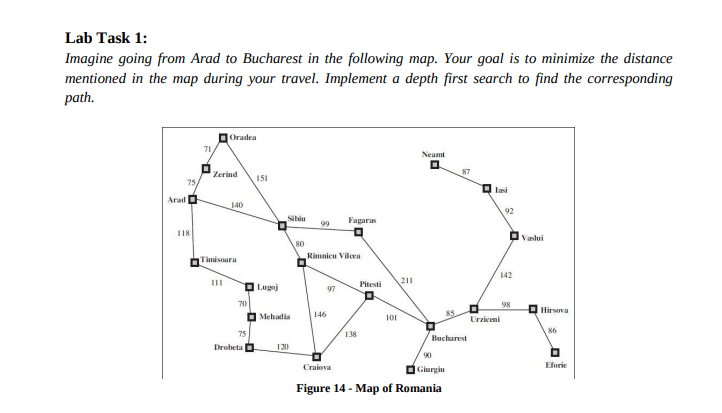 Lab Task 1:
Imagine going from Arad to Bucharest in the following map. Your goal is to minimize the distance
mentioned in the map during your travel. Implement a depth first search to find the corresponding
path.
Oradea
71
Neamt
Zerind
87
75
151
Iasi
Arad
140
92
Sibiu
99
Fagaras
118
Vaslui
80
Timisoara
Rimnicu Vilcea
142
111
Lugoj
97
Pitesti
211
70
98
Hirsova
Mehadia
146
101
85
Urziceni
86
75
138
Bucharest
Drobeta
120
90
Craiova
Giurgiu
Eforie
Figure 14 - Map of Romania